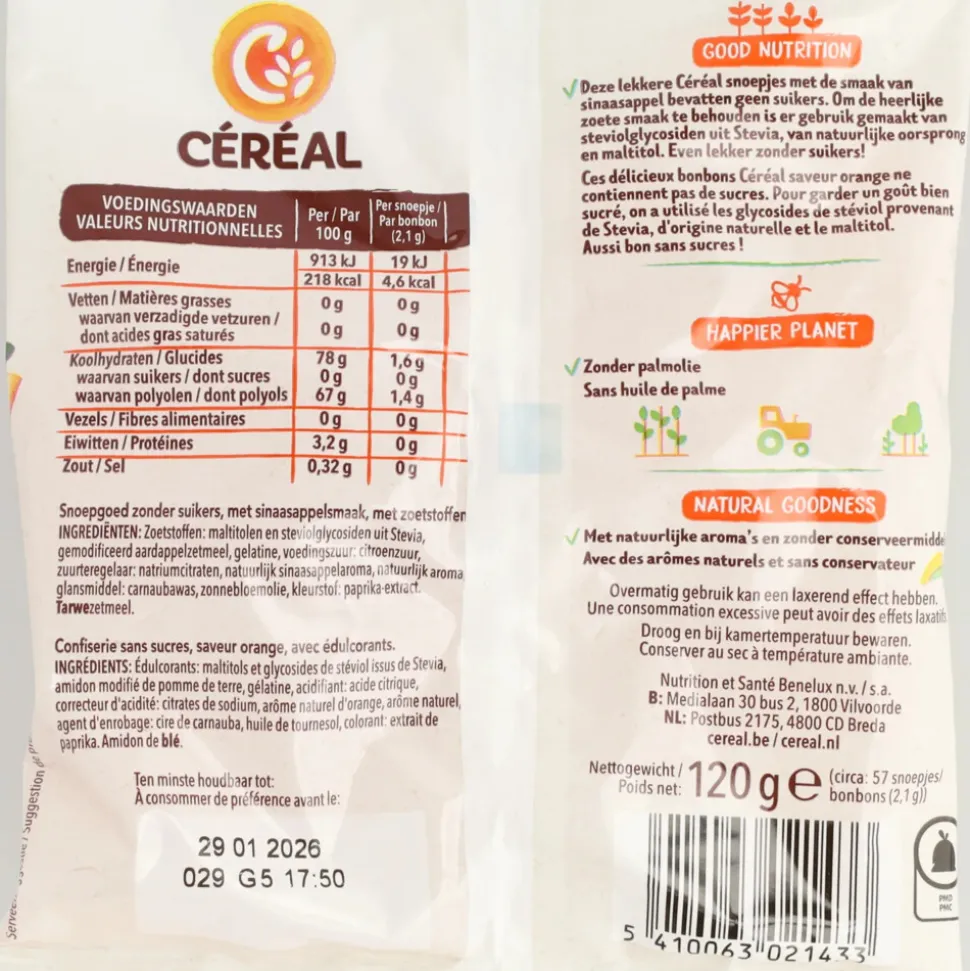 CÉRÉAL
VOEDINGSWAARDEN
VALEURS NUTRITIONNELLES
Per / Par
100 g
Per snoepje /
Par bonbon
(2,1 g)
Energie / Énergie 913 kJ 19 kJ
218 kcal 4,6 kcal
Vetten / Matières grasses 0 g 0 g
waarvan verzadigde vetzuren /
dont acides gras saturés 0 g 0 g
Koolhydraten / Glucides 78 g 1,6 g
waarvan suikers / dont sucres 0 g 0 g
waarvan polyolen / dont polyols 67 g 1,4 g
Vezels / Fibres alimentaires 0 g 0 g
Eiwitten / Protéines 3,2 g 0 g
Zout / Sel 0,32 g 0 g
Snoepgoed zonder suikers, met sinaasappelsmaak, met zoetstoffen
INGREDIËNTEN: Zoetstoffen: maltitolen en steviolglycosiden uit Stevia,
gemodificeerd aardappelzetmeel, gelatine, voedingszuur: citroenzuur,
zuurteregelaar: natriumcitraten, natuurlijk sinaasappelaroma, natuurlijk aroma,
glansmiddel: carnaubawas, zonnebloemolie, kleurstof: paprika-extract.
Tarwezetmeel.
Confiserie sans sucres, saveur orange, avec édulcorants.
INGRÉDIENTS: Édulcorants: maltitols et glycosides de stéviol issus de Stevia,
amidon modifié de pomme de terre, gélatine, acidifiant: acide citrique,
correcteur d'acidité: citrates de sodium, arôme naturel d'orange, arôme naturel,
agent d'enrobage: cire de carnauba, huile de tournesol, colorant: extrait de
paprika. Amidon de blé.
Ten minste houdbaar tot:
À consommer de préférence avant le:
29 01 2026
029 G5 17:50
Suggestion de
GOOD NUTRITION
Deze lekkere Céréal snoepjes met de smaak van
sinaasappel bevatten geen suikers. Om de heerlijke
zoete smaak te behouden is er gebruik gemaakt van
steviolglycosiden uit Stevia, van natuurlijke oorsprong
en maltitol. Even lekker zonder suikers!
Ces délicieux bonbons Céréal saveur orange ne
contiennent pas de sucres. Pour garder un goût bien
sucré, on a utilisé les glycosides de stéviol provenant
de Stevia, d'origine naturelle et le maltitol.
Aussi bon sans sucres !
HAPPIER PLANET
Zonder palmolie
Sans huile de palme
NATURAL GOODNESS
Met natuurlijke aroma's en zonder conserveermidde
Avec des arômes naturels et sans conservateur
Overmatig gebruik kan een laxerend effect hebben.
Une consommation excessive peut avoir des effets laxatifs
Droog en bij kamertemperatuur bewaren.
Conserver au sec à température ambiante.
Nutrition et Santé Benelux n.v. / s.a.
B: Medialaan 30 bus 2, 1800 Vilvoorde
NL: Postbus 2175, 4800 CD Breda
cereal.be / cereal.nl
Nettogewicht /
Poids net: 120 g e (circa: 57 snoepjes/
bonbons (2,1 g))
PMD
PMC
5 410063 021433